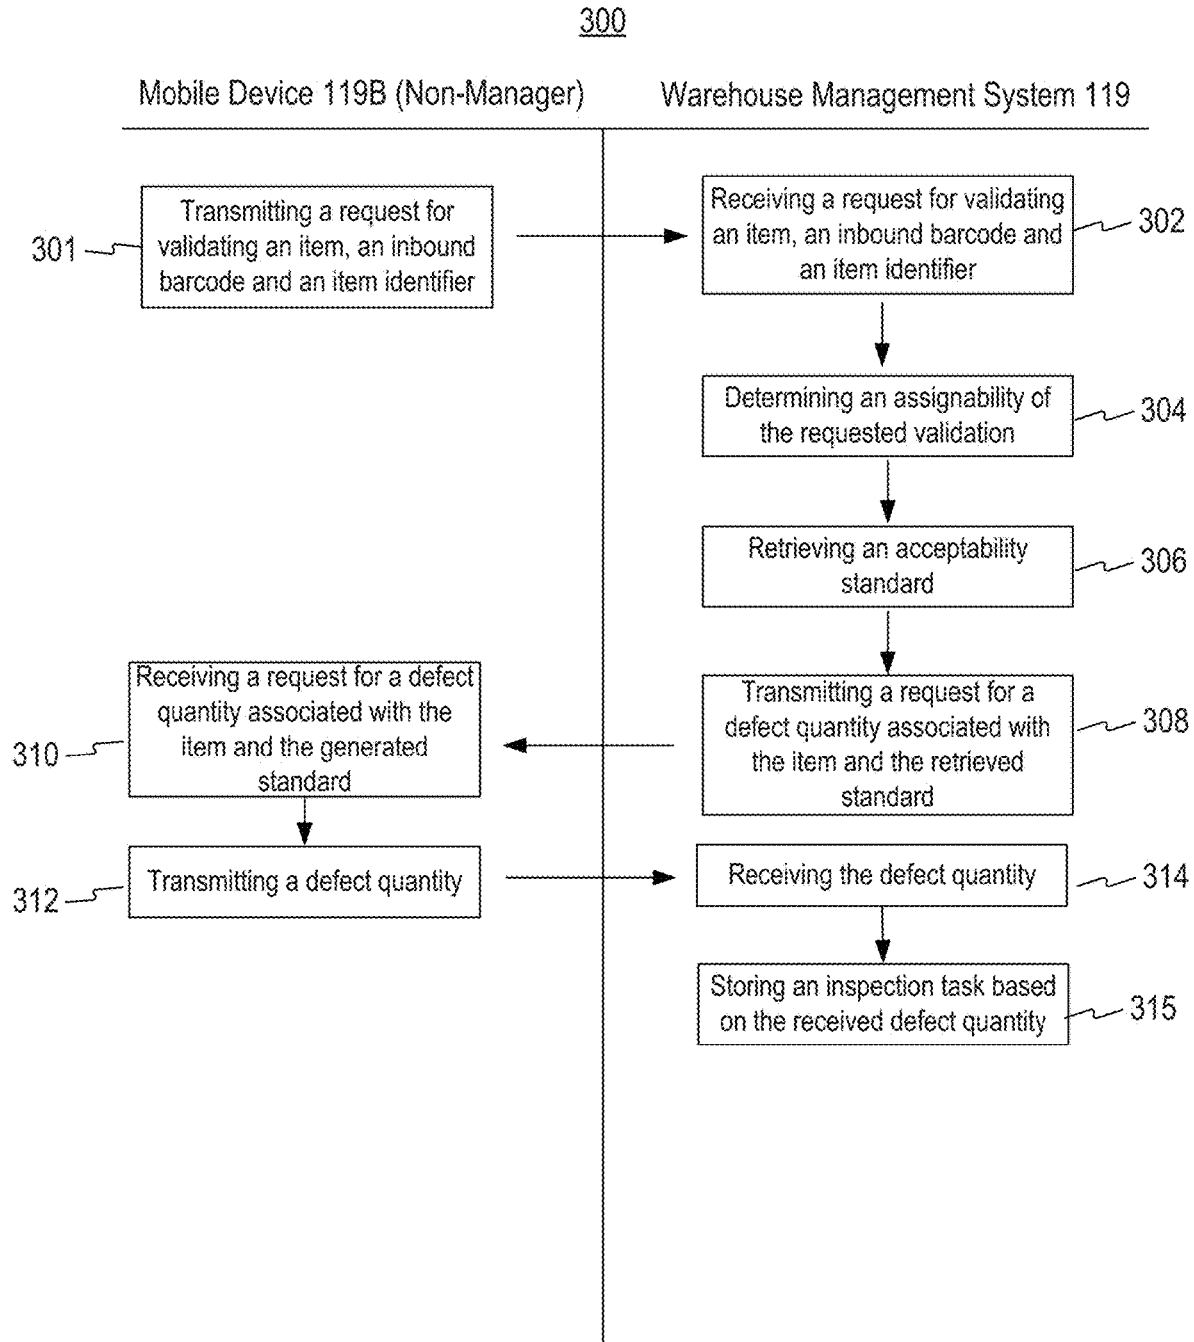 300
Mobile Device 119B (Non-Manager)
Warehouse Management System 119
Transmitting a request for
validating an item, an inbound
barcode and an item identifier
301
Receiving a request for validating
an item, an inbound barcode and
an item identifier
302
Determining an assignability of
the requested validation
304
Retrieving an acceptability
standard
306
Transmitting a request for a
defect quantity associated with
the item and the retrieved
standard
308
Receiving a request for a defect
quantity associated with the
item and the generated
standard
310
Transmitting a defect quantity
312
Receiving the defect quantity
314
Storing an inspection task based
on the received defect quantity
315